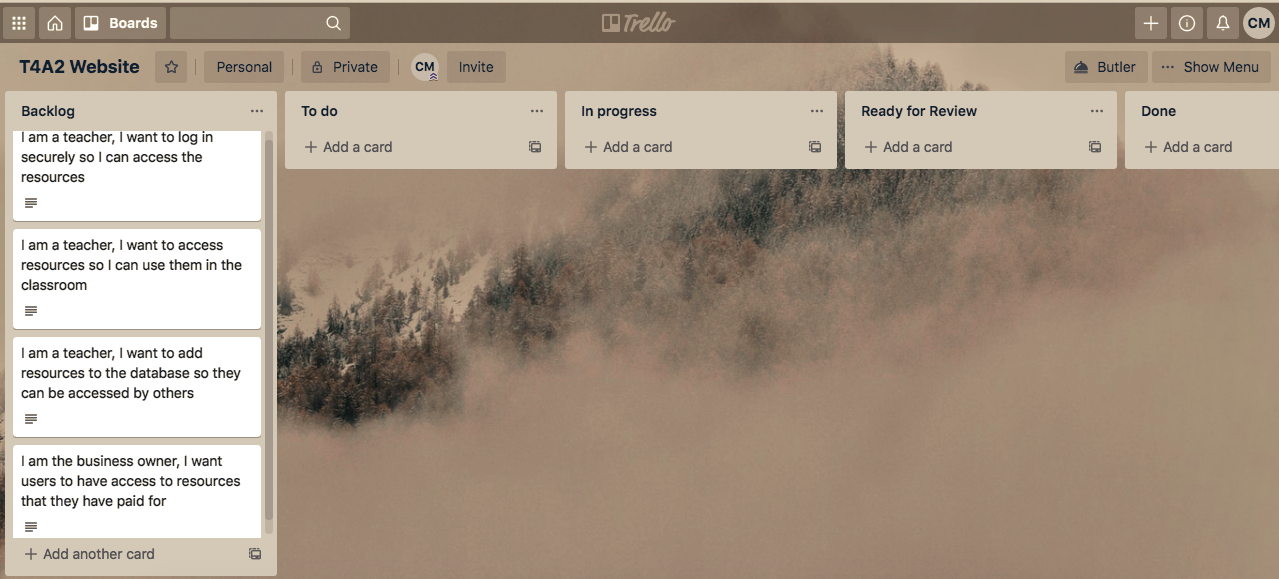 Boards
Trello
CM
T4A2 Website
Personal
Private
CM
Invite
Butler
Show Menu
Backlog
I am a teacher, I want to log in
securely so I can access the
resources
I am a teacher, I want to access
resources so I can use them in the
classroom
I am a teacher, I want to add
resources to the database so they
can be accessed by others
I am the business owner, I want
users to have access to resources
that they have paid for
Add another card
To do
Add a card
In progress
Add a card
Ready for Review
Add a card
Done
Add a card